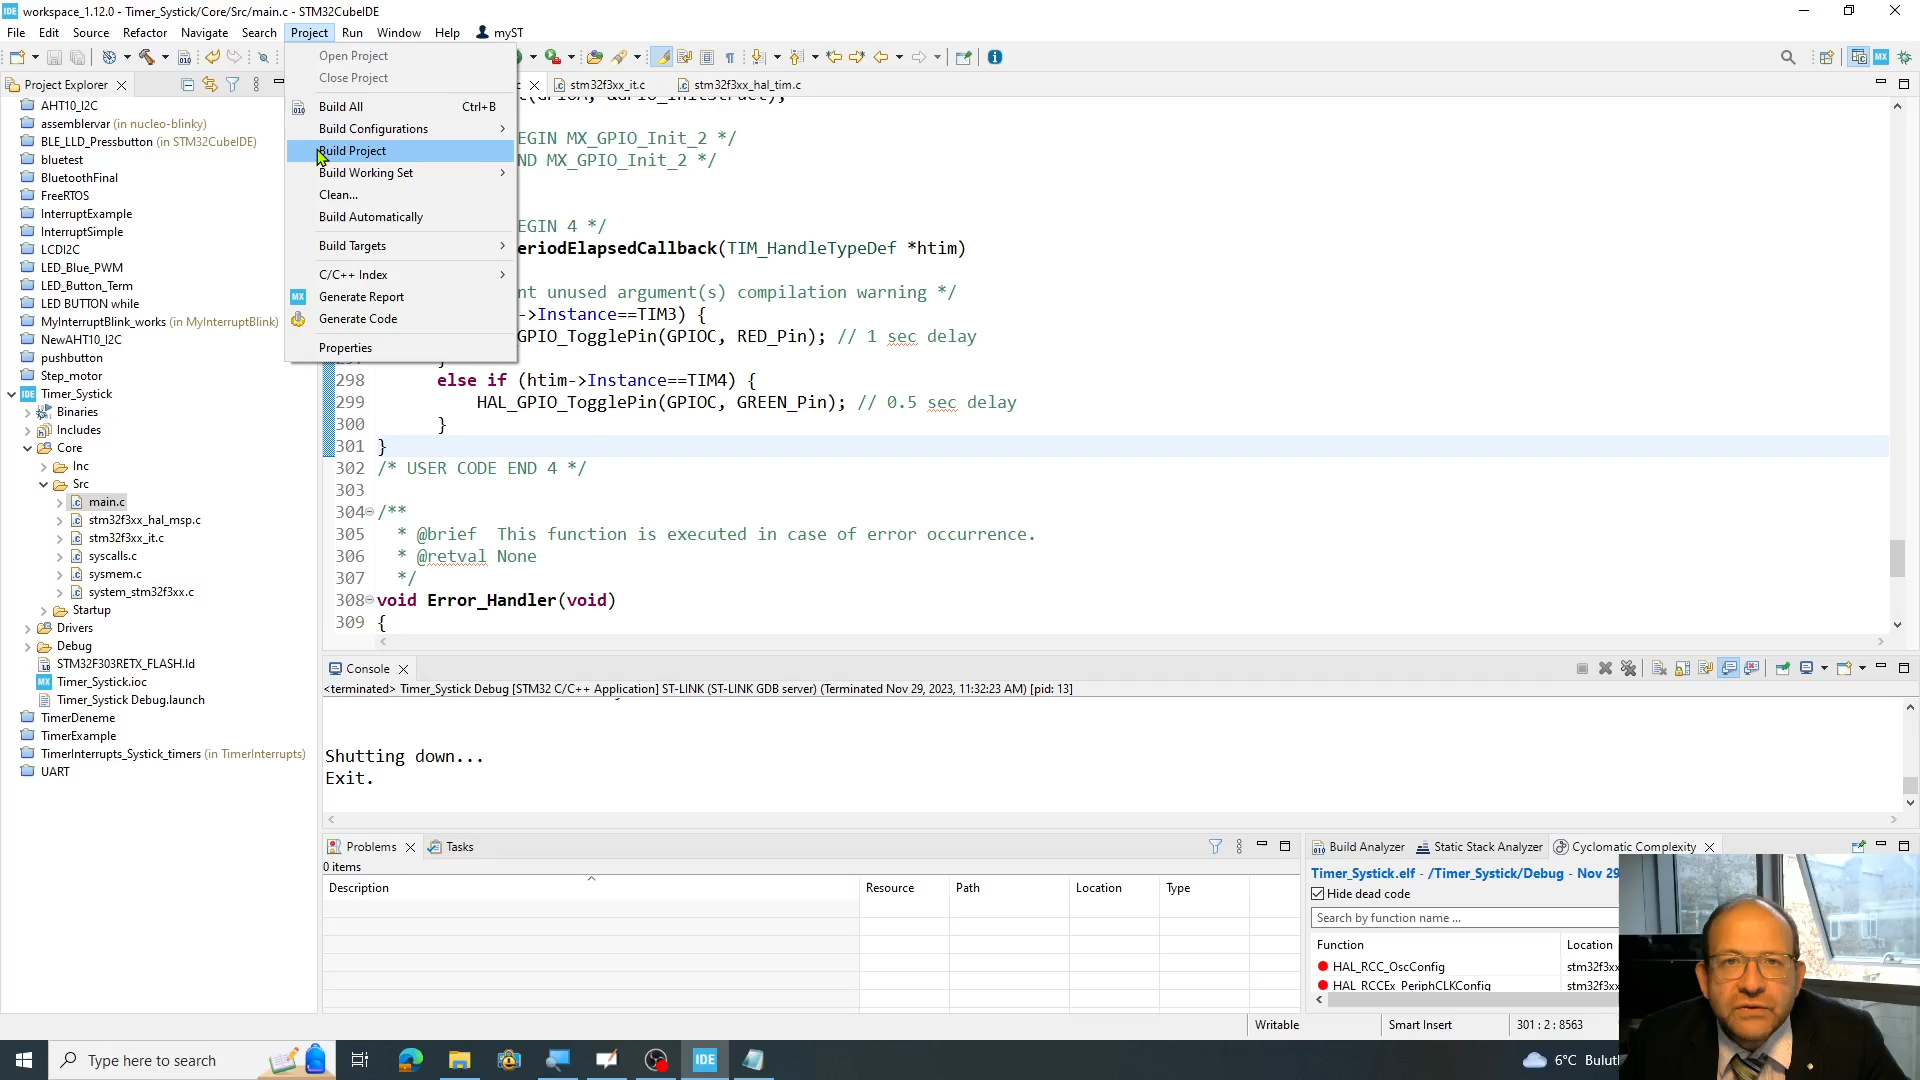 workspace_1.12.0 - Timer_Systick/Core/Src/main.c - STM32CubeIDE
File Edit Source Refactor Navigate Search Project Run Window Help myST
Project Explorer
stm32f3xx_it.c
stm32f3xx_hal_tim.c
AHT10_I2C
assemblervar (in nucleo-blinky)
BLE_LLD_Pressbutton (in STM32CubeIDE)
bluetest
BluetoothFinal
FreeRTOS
InterruptExample
InterruptSimple
LCDI2C
LED_Blue_PWM
LED_Button_Term
LED BUTTON while
MyInterruptBlink_works (in MyInterruptBlink)
NewAHT10_I2C
pushbutton
Step_motor
Timer_Systick
Binaries
Includes
Core
Inc
Src
main.c
stm32f3xx_hal_msp.c
stm32f3xx_it.c
syscalls.c
sysmem.c
system_stm32f3xx.c
Startup
Drivers
Debug
STM32F303RETX_FLASH.ld
Timer_Systick.ioc
Timer_Systick Debug.launch
TimerDeneme
TimerExample
TimerInterrupts_Systick_timers (in TimerInterrupts)
UART
Open Project
Close Project
Build All Ctrl+B
Build Configurations
Build Project
Build Working Set
Clean...
Build Automatically
Build Targets
C/C++ Index
Generate Report
Generate Code
Properties
EGIN MX_GPIO_Init_2 */
ND MX_GPIO_Init_2 */
EGIN 4 */
eriodElapsedCallback(TIM_HandleTypeDef *htim)
nt unused argument(s) compilation warning */
->Instance==TIM3) {
GPIO_TogglePin(GPIOC, RED_Pin); // 1 sec delay
298 else if (htim->Instance==TIM4) {
299 HAL_GPIO_TogglePin(GPIOC, GREEN_Pin); // 0.5 sec delay
300 }
301 }
302 /* USER CODE END 4 */
303
304 /**
305 * @brief This function is executed in case of error occurrence.
306 * @retval None
307 */
308 void Error_Handler(void)
309 {
Console
<terminated> Timer_Systick Debug [STM32 C/C++ Application] ST-LINK (ST-LINK GDB server) (Terminated Nov 29, 2023, 11:32:23 AM) [pid: 13]
Shutting down...
Exit.
Problems Tasks
0 items
Description Resource Path Location Type
Build Analyzer Static Stack Analyzer Cyclomatic Complexity
Timer_Systick.elf - /Timer_Systick/Debug - Nov 29
Hide dead code
Search by function name ...
Function Location
HAL_RCC_OscConfig stm32f3xx
HAL_RCCEx_PeriphCLKConfig stm32f3xx
Writable Smart Insert 301 : 2 : 8563
Type here to search
IDE
6°C Bulut